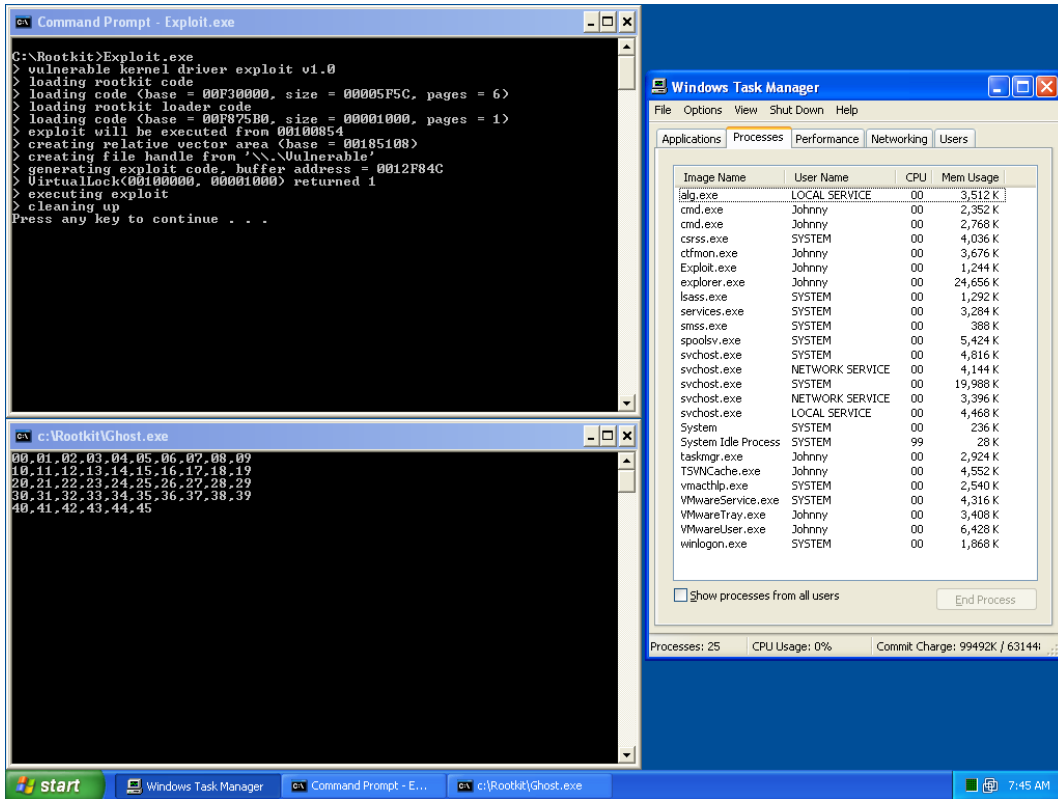 Command Prompt - Exploit.exe
C:\Rootkit>Exploit.exe
> vulnerable kernel driver exploit v1.0
> loading rootkit code
> loading code (base = 00F30000, size = 00005F5C, pages = 6)
> loading rootkit loader code
> loading code (base = 00F875B0, size = 00001000, pages = 1)
> exploit will be executed from 00100854
> creating relative vector area (base = 00185108)
> creating file handle from '\\.\Vulnerable'
> generating exploit code, buffer address = 0012F84C
> VirtualLock(00100000, 00001000) returned 1
> executing exploit
> cleaning up
Press any key to continue . . .
c:\Rootkit\Ghost.exe
00,01,02,03,04,05,06,07,08,09
10,11,12,13,14,15,16,17,18,19
20,21,22,23,24,25,26,27,28,29
30,31,32,33,34,35,36,37,38,39
40,41,42,43,44,45
Windows Task Manager
File Options View Shut Down Help
Applications Processes Performance Networking Users
Image Name User Name CPU Mem Usage
alg.exe LOCAL SERVICE 00 3,512 K
cmd.exe Johnny 00 2,352 K
cmd.exe Johnny 00 2,768 K
csrss.exe SYSTEM 00 4,036 K
ctfmon.exe Johnny 00 3,676 K
Exploit.exe Johnny 00 1,244 K
explorer.exe Johnny 00 24,656 K
lsass.exe SYSTEM 00 1,292 K
services.exe SYSTEM 00 3,284 K
smss.exe SYSTEM 00 388 K
spoolsv.exe SYSTEM 00 5,424 K
svchost.exe SYSTEM 00 4,816 K
svchost.exe NETWORK SERVICE 00 4,144 K
svchost.exe SYSTEM 00 19,988 K
svchost.exe NETWORK SERVICE 00 3,396 K
svchost.exe LOCAL SERVICE 00 4,468 K
System SYSTEM 00 236 K
System Idle Process SYSTEM 99 28 K
taskmgr.exe Johnny 00 2,924 K
TSVNCache.exe Johnny 00 4,552 K
vmacthlp.exe SYSTEM 00 2,540 K
VMwareService.exe SYSTEM 00 4,316 K
VMwareTray.exe Johnny 00 3,408 K
VMwareUser.exe Johnny 00 6,428 K
winlogon.exe SYSTEM 00 1,868 K
Show processes from all users
End Process
Processes: 25 CPU Usage: 0% Commit Charge: 99492K /
start Windows Task Manager Command Prompt - E... c:\Rootkit\Ghost.exe 7:45 AM